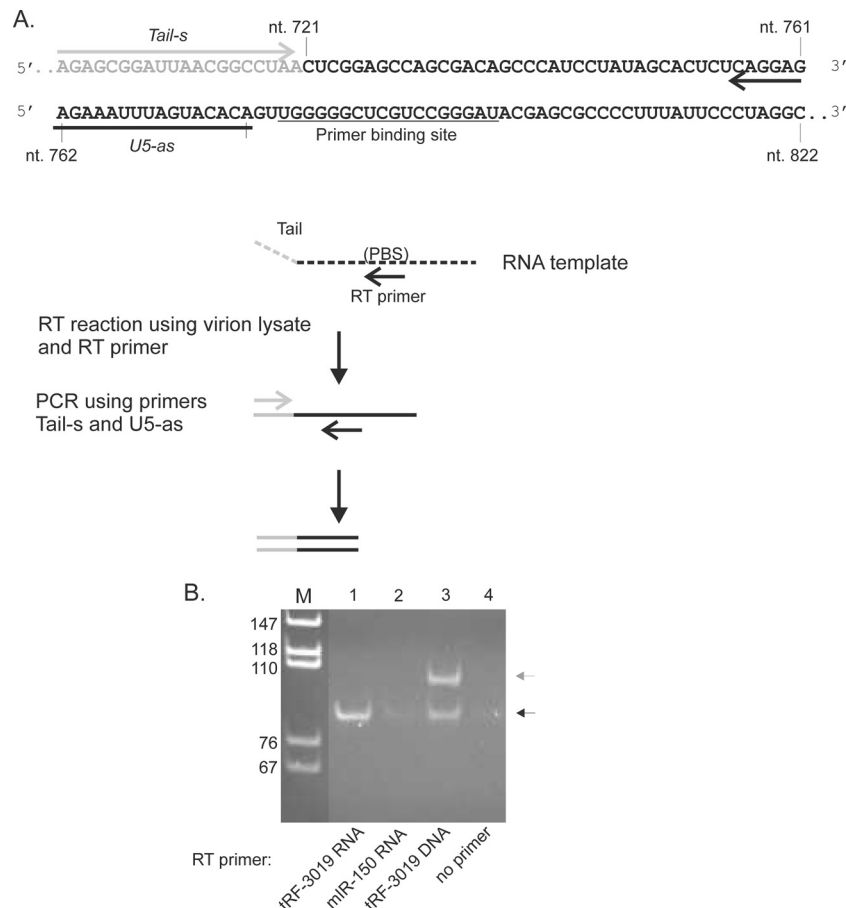 A.
Tail-s
nt. 721
nt. 761
5' ..AGAGCGGAUUAACGGCCUAACUCGGAGCCAGCGACAGCCCAUCCUAUAGCACUCUCAGGAG 3'
5' AGAAAUUUAGUACACAGUUGGGGGCUCGUCCGGGAUACGAGCGCCCCUUUAUUCCCUAGGC..3'
U5-as
Primer binding site
nt. 762
nt. 822
Tail
(PBS)
RNA template
RT primer
RT reaction using virion lysate
and RT primer
PCR using primers
Tail-s and U5-as
B.
M 1 2 3 4
147
118
110
76
67
RT primer:
tRF-3019 RNA
mIR-150 RNA
tRF-3019 DNA
no primer